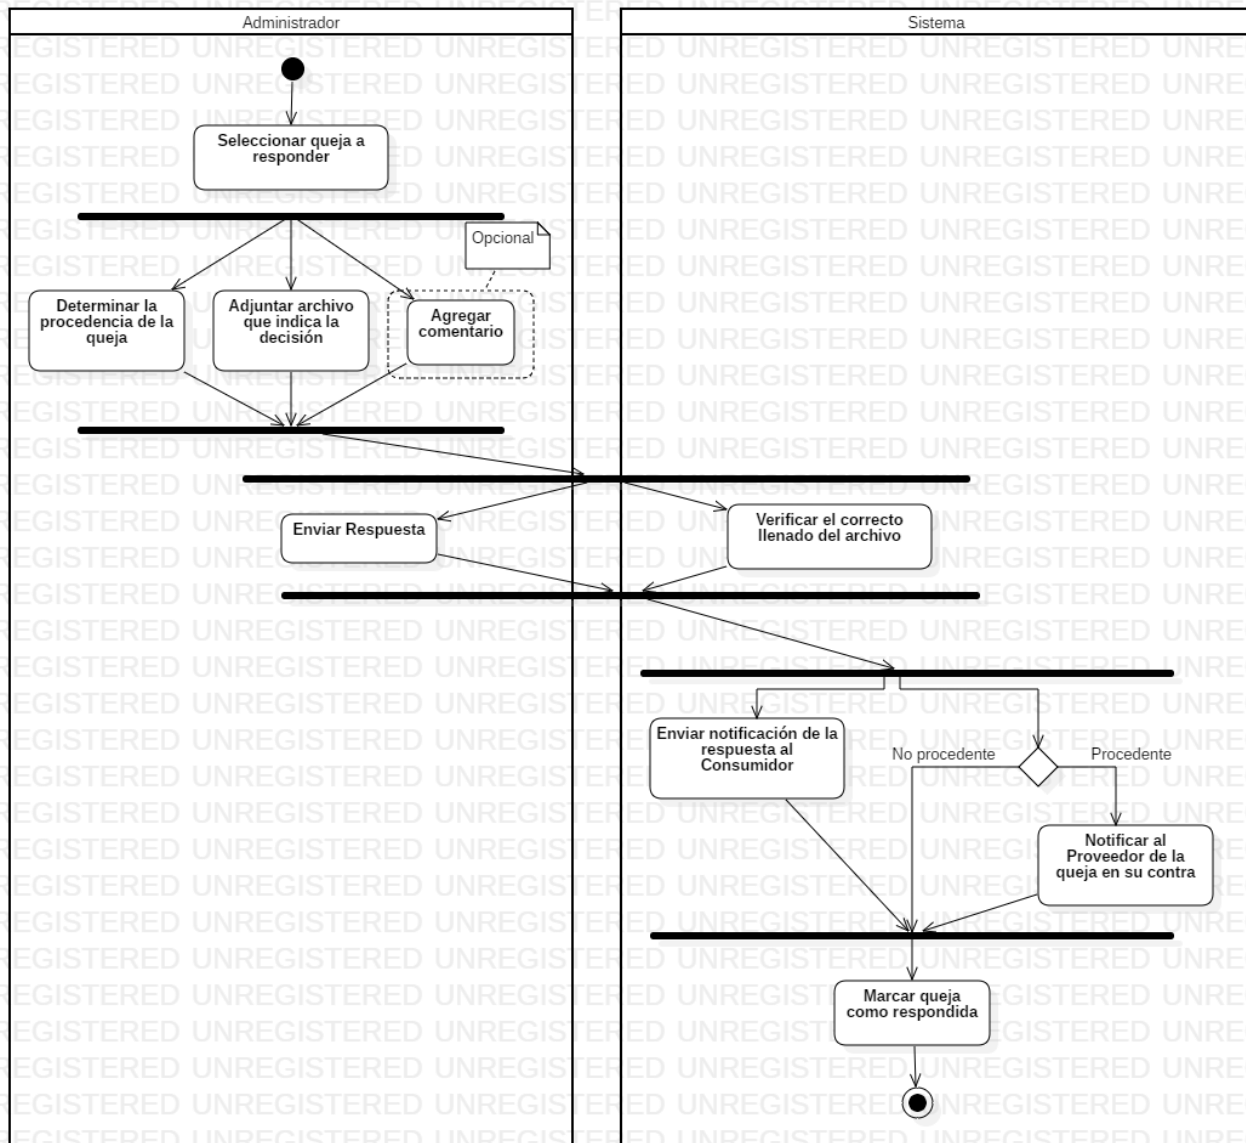 Administrador
Sistema
Seleccionar queja a
responder
Opcional
Determinar la
procedencia de la
queja
Adjuntar archivo
que indica la
decisión
Agregar
comentario
Enviar Respuesta
Verificar el correcto
llenado del archivo
Enviar notificación de la
respuesta al
Consumidor
No procedente
Procedente
Notificar al
Proveedor de la
queja en su contra
Marcar queja
como respondida
UNREGISTERED